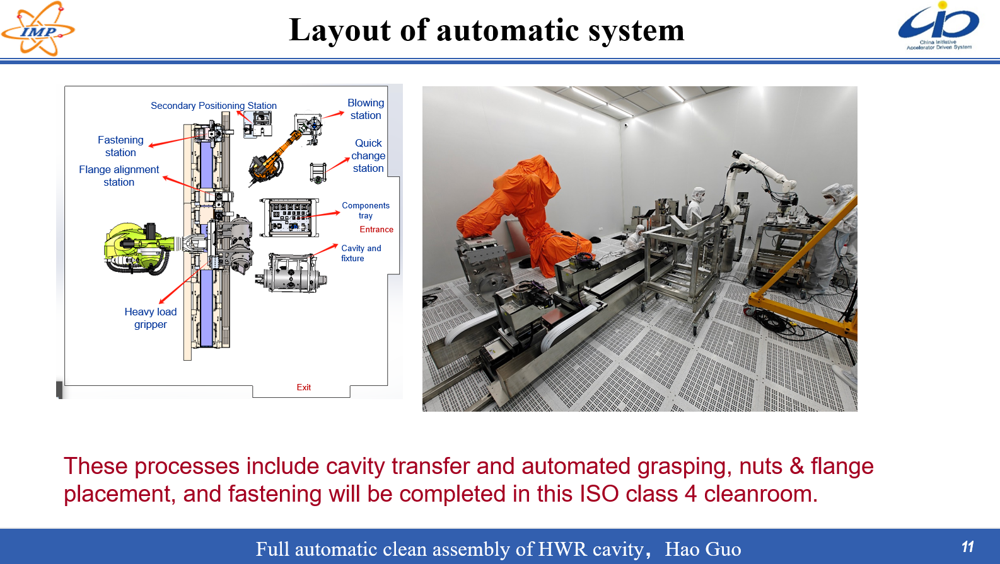 IMP
Layout of automatic system
China Initiative
Accelerator Driven System
Secondary Positioning Station
Blowing
station
Fastening
station
Quick
change
station
Flange alignment
station
Components
tray
Entrance
Cavity and
fixture
Heavy load
gripper
Exit
These processes include cavity transfer and automated grasping, nuts & flange
placement, and fastening will be completed in this ISO class 4 cleanroom.
Full automatic clean assembly of HWR cavity，Hao Guo
11